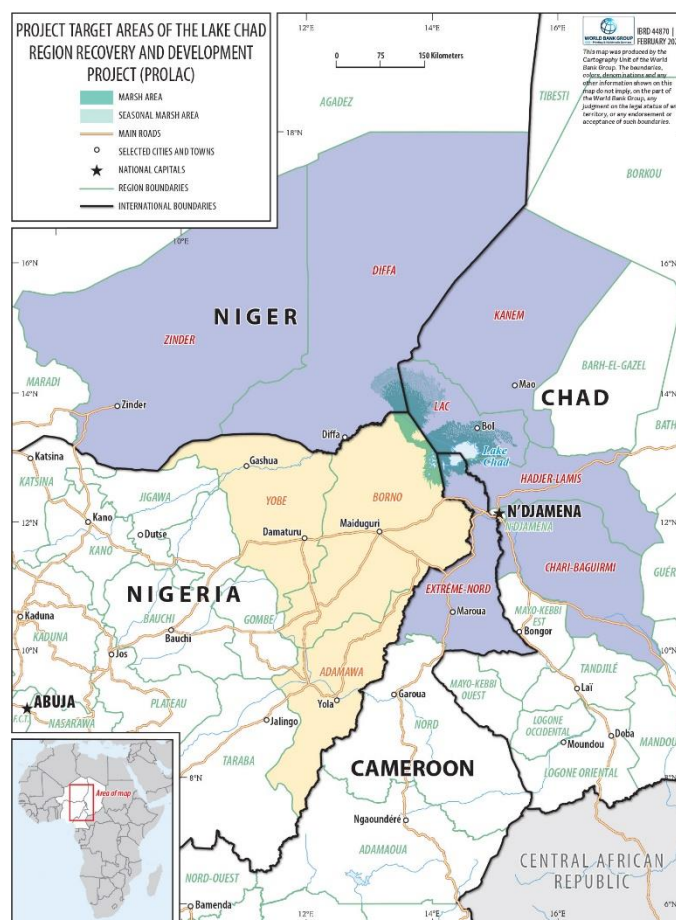 PROJECT TARGET AREAS OF THE LAKE CHAD
REGION RECOVERY AND DEVELOPMENT
PROJECT (PROLAC)
MARSH AREA
SEASONAL MARSH AREA
MAIN ROADS
SELECTED CITIES AND TOWNS
NATIONAL CAPITALS
REGION BOUNDARIES
INTERNATIONAL BOUNDARIES
12°E
14°E
0 75 150 Kilometers
WORLD BANK GROUP
IBRD 44870 |
FEBRUARY 202
This map was produced by the
Cartography Unit of the World
Bank Group. The boundaries,
colors, denominations and any
other information shown on this
map do not imply, on the part of
the World Bank Group, any
judgment on the legal status of any
territory, or any endorsement or
acceptance of such boundaries.
AGADEZ
TIBESTI
18°N
BORKOU
10°E
16°N
16°N
DIFFA
NIGER
KANEM
ZINDER
BARH-EL-GAZEL
MARADI
14°N
Mao
14°N
CHAD
Zinder
LAC
Bol
BATH
Diffa
Lake
Chad
Katsina
Gashua
HADJER-LAMIS
KATSINA
JIGAWA
YOBE
BORNO
N'DJAMENA
N'DJAMENA
Kano
12°N
Dutse
Damaturu
Maiduguri
12°N
KANO
CHARI-BAGUIRMI
GUÉR
NIGERIA
EXTRÊME-NORD
MAYO-KEBBI
EST
Kaduna
BAUCHI
GOMBE
Maroua
KADUNA
Bauchi
Bongor
10°N
Jos
ADAMAWA
10°N
TANDJILÉ
MAYO-KEBBI
OUEST
Laï
ABUJA
PLATEAU
Yola
Garoua
F.C.T.
NASARAWA
Jalingo
NORD
LOGONE
OCCIDENTAL
Doba
MANDOU
Moundou
TARABA
8°N
CAMEROON
LOGONE ORIENTAL
8°N
Area of map
Ngaoundéré
ADAMAOUA
CENTRAL AFRICAN
REPUBLIC
NORD-OUEST
Bamenda
12°E
14°E
6°N
16°E
6°N